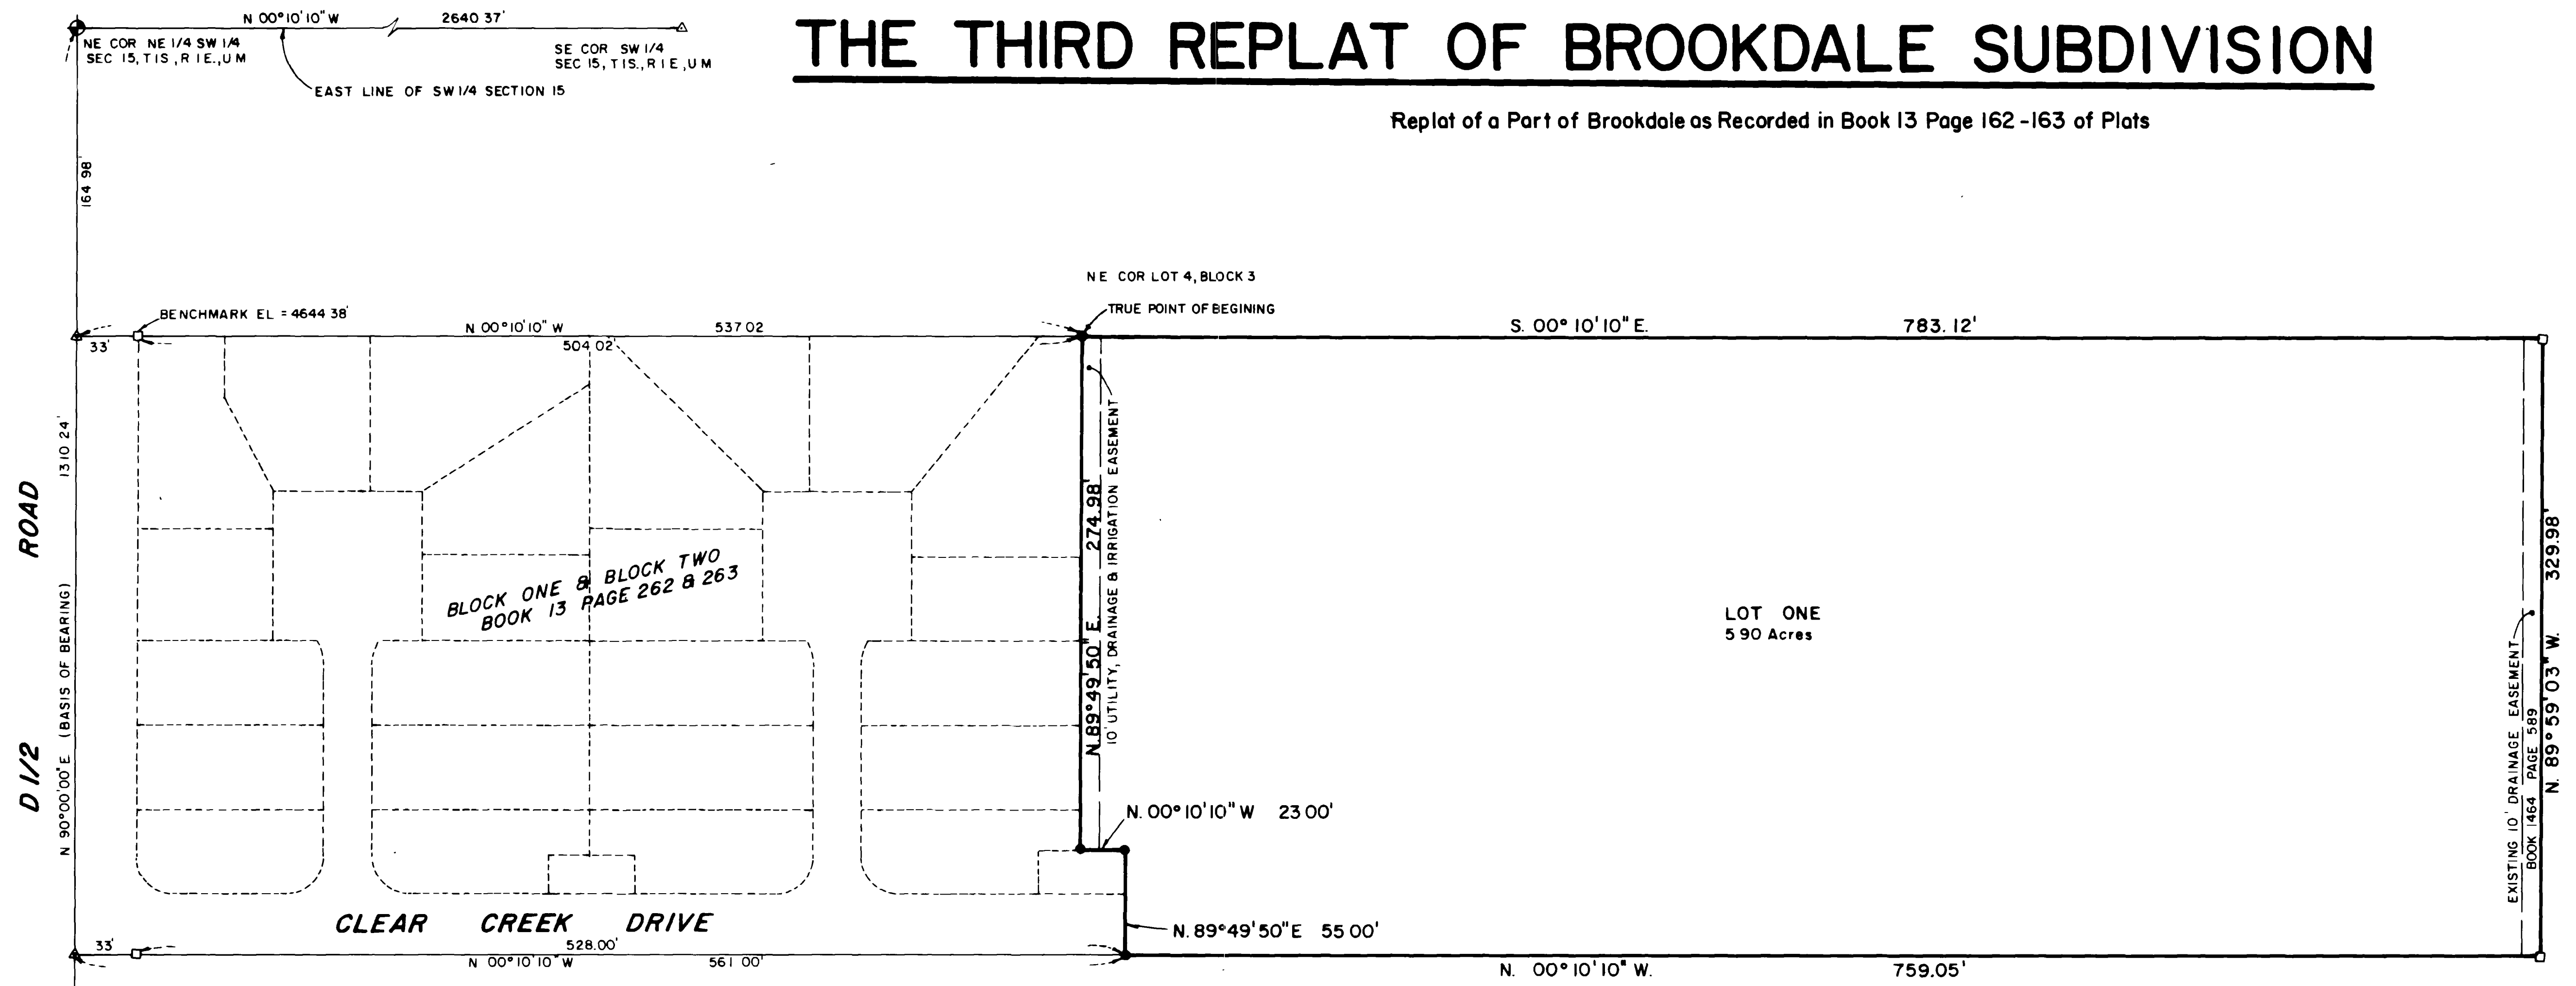 THE THIRD REPLAT OF BROOKDALE SUBDIVISION
Replat of a Part of Brookdale as Recorded in Book 13 Page 162-163 of Plats
N 00°10'10" W 2640 37'
NE COR NE 1/4 SW 1/4
SEC 15, T1S., R 1 E., U M
SE COR SW 1/4
SEC 15, T1S., R 1 E., U M
EAST LINE OF SW 1/4 SECTION 15
164 98'
NE COR LOT 4, BLOCK 3
TRUE POINT OF BEGINING
BENCHMARK EL = 4644 38'
33'
N 00°10'10" W 537 02
504 02'
S. 00° 10' 10" E. 783. 12'
1310 24'
N 90°00'00"E (BASIS OF BEARING)
D 1/2 ROAD
BLOCK ONE & BLOCK TWO
BOOK 13 PAGE 262 & 263
N.89°49'50" E. 274.98'
10' UTILITY, DRAINAGE & IRRIGATION EASEMENT
LOT ONE
5 90 Acres
EXISTING 10' DRAINAGE EASEMENT
BOOK 1464 PAGE 589
N. 89° 59' 03" W. 329.98'
N. 00°10'10" W 23 00'
N. 89°49'50"E 55 00'
CLEAR CREEK DRIVE
33'
528.00'
N 00°10'10" W 561 00'
N. 00°10'10" W. 759.05'